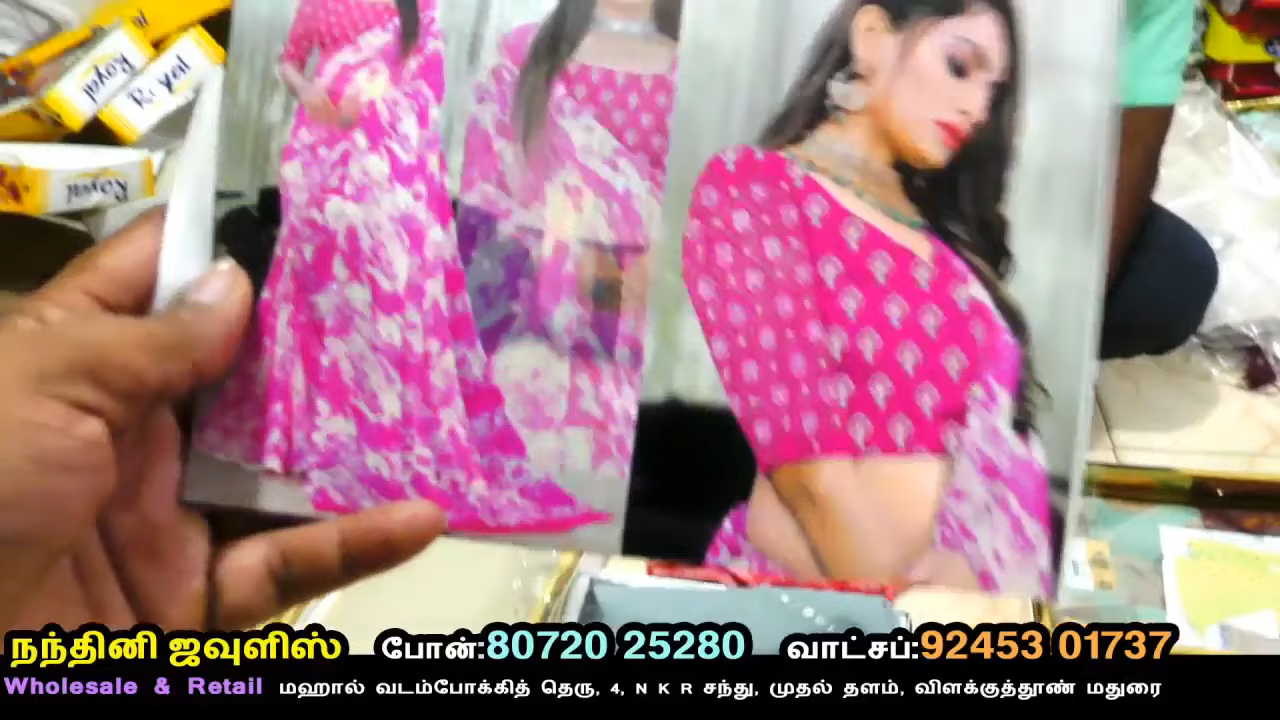 Royal
Royal
Royal
நந்தினி ஜவுளிஸ் போன்:80720 25280 வாட்சப்:92453 01737
Wholesale & Retail மஹால் வடம்போக்கித் தெரு, 4, N K R சந்து, முதல் தளம், விளக்குத்தூண் மதுரை